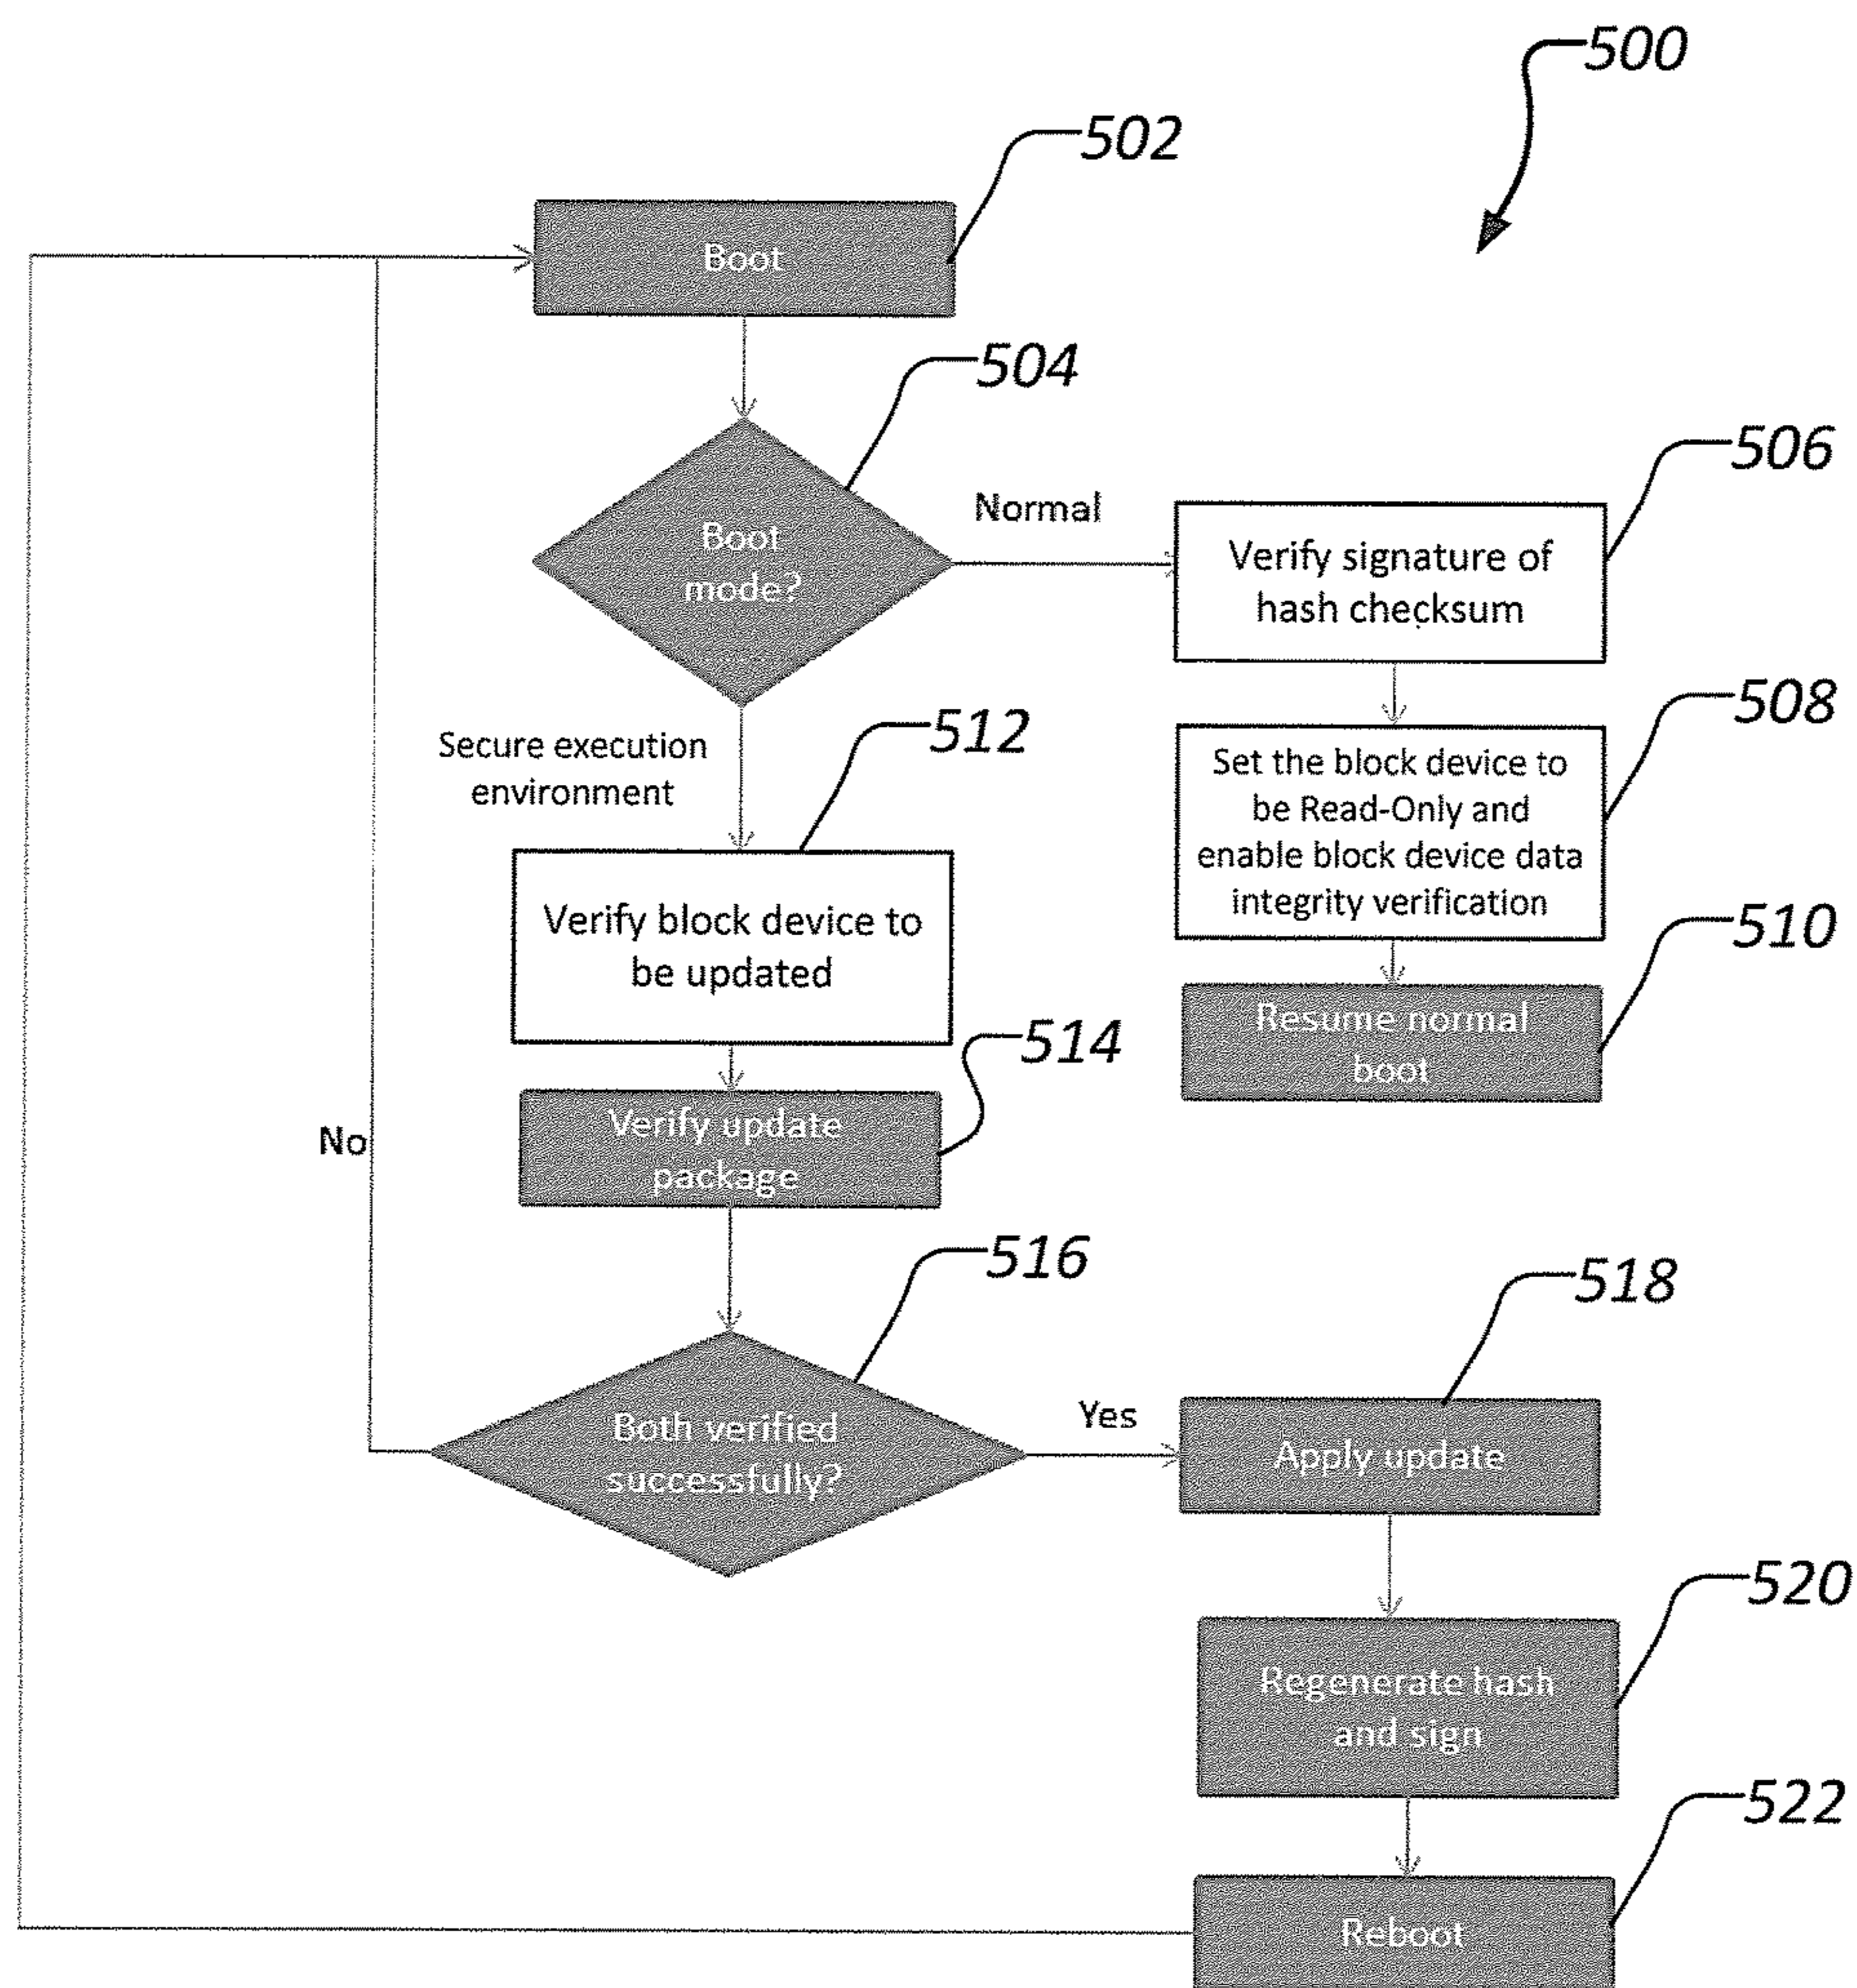 500
502
Boot
504
Boot
mode?
Normal
506
Verify signature of
hash checksum
Secure execution
environment
512
508
Set the block device to
be Read-Only and
enable block device data
integrity verification
Verify block device to
be updated
510
Resume normal
boot
514
Verify update
package
No
516
Both verified
successfully?
Yes
518
Apply update
520
Regenerate hash
and sign
522
Reboot